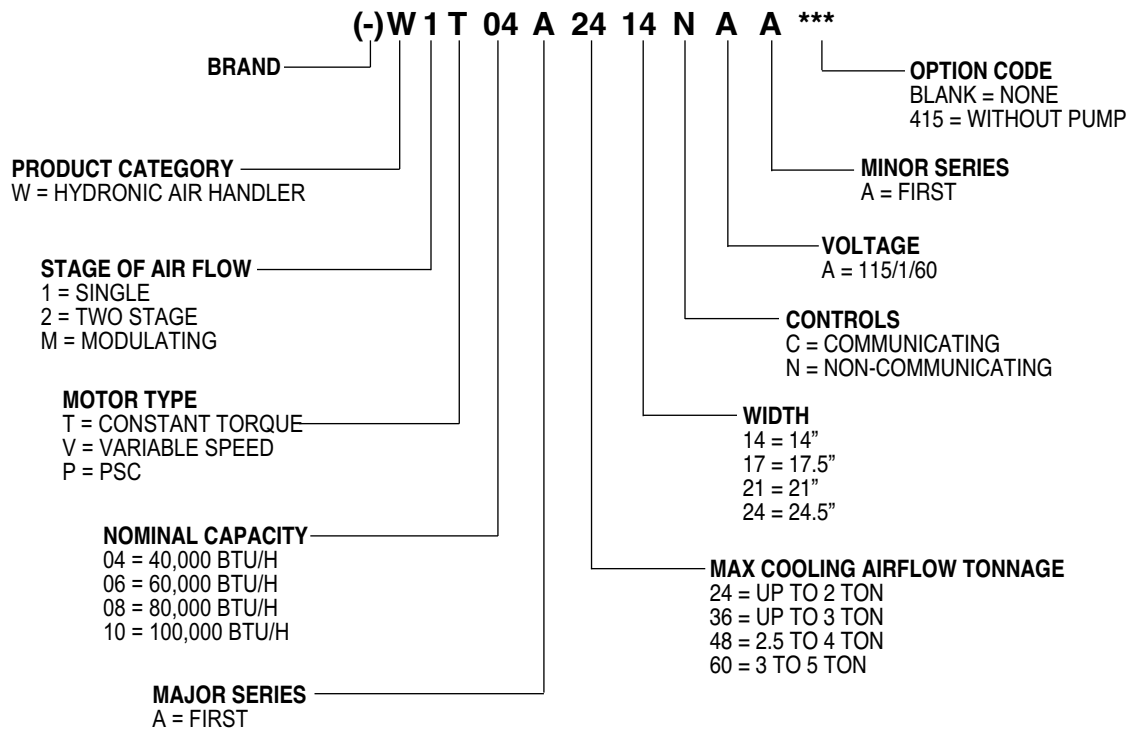 (-) W 1 T 04 A 24 14 N A A ***
BRAND
OPTION CODE
BLANK = NONE
415 = WITHOUT PUMP
PRODUCT CATEGORY
W = HYDRONIC AIR HANDLER
MINOR SERIES
A = FIRST
STAGE OF AIR FLOW
1 = SINGLE
2 = TWO STAGE
M = MODULATING
VOLTAGE
A = 115/1/60
CONTROLS
C = COMMUNICATING
N = NON-COMMUNICATING
MOTOR TYPE
T = CONSTANT TORQUE
V = VARIABLE SPEED
P = PSC
WIDTH
14 = 14”
17 = 17.5”
21 = 21”
24 = 24.5”
NOMINAL CAPACITY
04 = 40,000 BTU/H
06 = 60,000 BTU/H
08 = 80,000 BTU/H
10 = 100,000 BTU/H
MAX COOLING AIRFLOW TONNAGE
24 = UP TO 2 TON
36 = UP TO 3 TON
48 = 2.5 TO 4 TON
60 = 3 TO 5 TON
MAJOR SERIES
A = FIRST